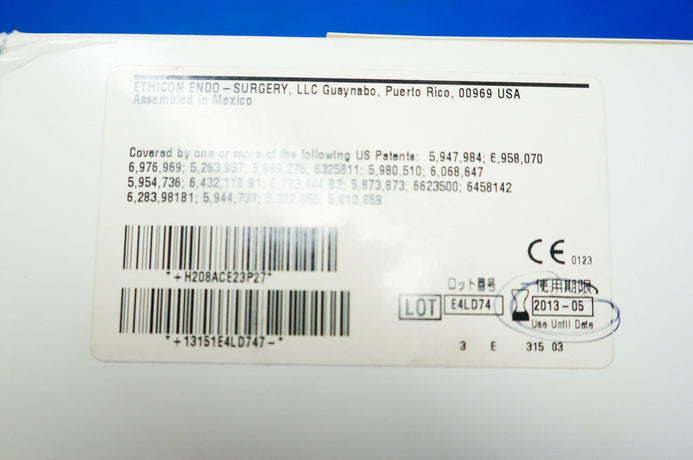 ETHICON ENDO-SURGERY, LLC Guaynabo, Puerto Rico, 00969 USA
Assembled in Mexico
Covered by one or more of the following US Patents: 5,947,984; 6,958,070
6,976,969; 5,263,957; 5,989,275; 6325811; 5,980,510; 6,068,647
5,954,736; 6,432,118 B1; 6,773,444 B2; 5,873,873; 6623500; 6458142
6,283,981B1; 5,944,737; 5,322,055; 5,810,859
*+H208ACE23P27*
*+13151E4LD747-*
CE 0123
ロット番号
LOT E4LD74
使用期限
2013-05
Use Until Date
3 E 315 03